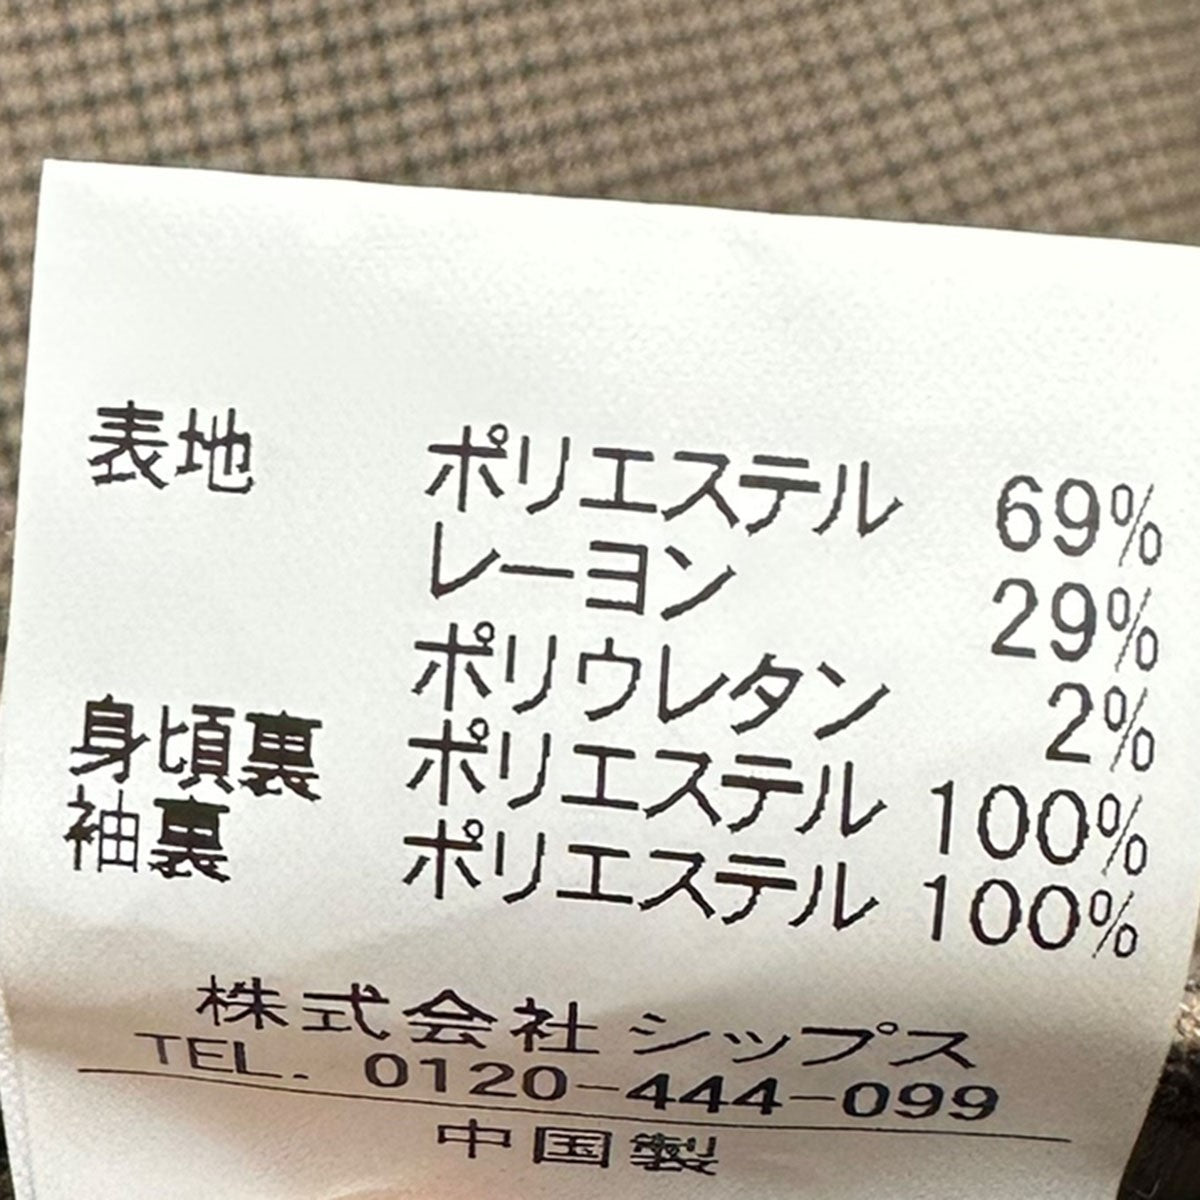 表地 ポリエステル 69%
レーヨン 29%
ポリウレタン 2%
身頃裏 ポリエステル 100%
袖裏 ポリエステル 100%
株式会社シップス
TEL. 0120-444-099
中国製